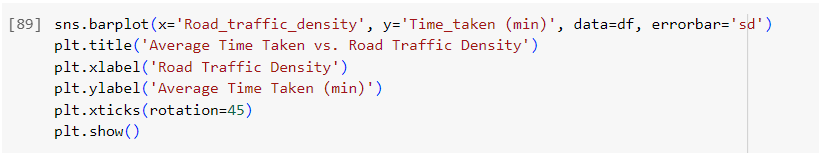 [89] sns.barplot(x='Road_traffic_density', y='Time_taken (min)', data=df, errorbar='sd')
plt.title('Average Time Taken vs. Road Traffic Density')
plt.xlabel('Road Traffic Density')
plt.ylabel('Average Time Taken (min)')
plt.xticks(rotation=45)
plt.show()